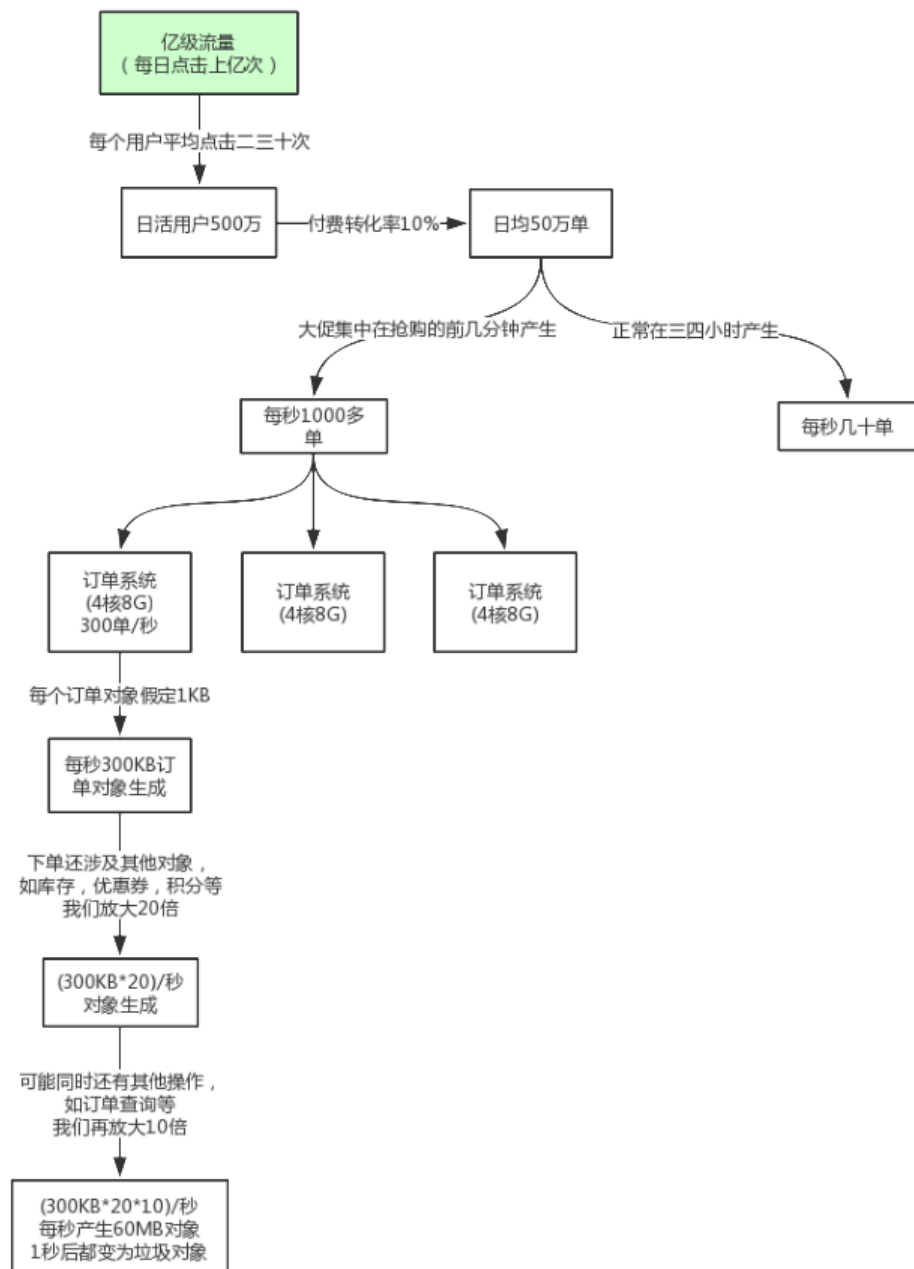 亿级流量
（每日点击上亿次）
每个用户平均点击二三十次
日活用户500万
付费转化率10%
日均50万单
大促集中在抢购的前几分钟产生
正常在三四小时产生
每秒1000多
单
每秒几十单
订单系统
(4核8G)
300单/秒
订单系统
(4核8G)
订单系统
(4核8G)
每个订单对象假定1KB
每秒300KB订
单对象生成
下单还涉及其他对象，
如库存，优惠券，积分等
我们放大20倍
(300KB*20)/秒
对象生成
可能同时还有其他操作，
如订单查询等
我们再放大10倍
(300KB*20*10)/秒
每秒产生60MB对象
1秒后都变为垃圾对象